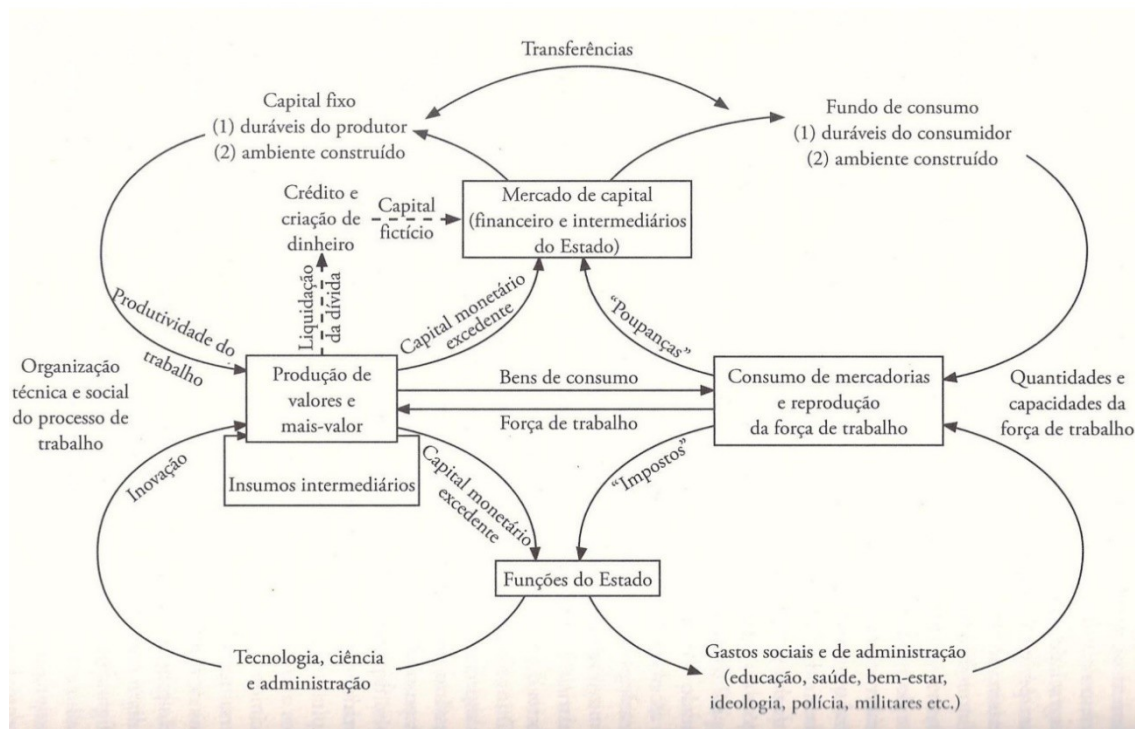 Transferências
Capital fixo
(1) duráveis do produtor
(2) ambiente construído
Fundo de consumo
(1) duráveis do consumidor
(2) ambiente construído
Crédito e
criação de
dinheiro
Capital
fictício
Mercado de capital
(financeiro e intermediários
do Estado)
Liquidação
da dívida
Capital monetário
excedente
“Poupanças”
Produtividade do
trabalho
Organização
técnica e social
do processo de
trabalho
Produção de
valores e
mais-valor
Bens de consumo
Força de trabalho
Consumo de mercadorias
e reprodução
da força de trabalho
Quantidades e
capacidades da
força de trabalho
Inovação
Insumos intermediários
Capital monetário
excedente
“Impostos”
Funções do Estado
Tecnologia, ciência
e administração
Gastos sociais e de administração
(educação, saúde, bem-estar,
ideologia, polícia, militares etc.)